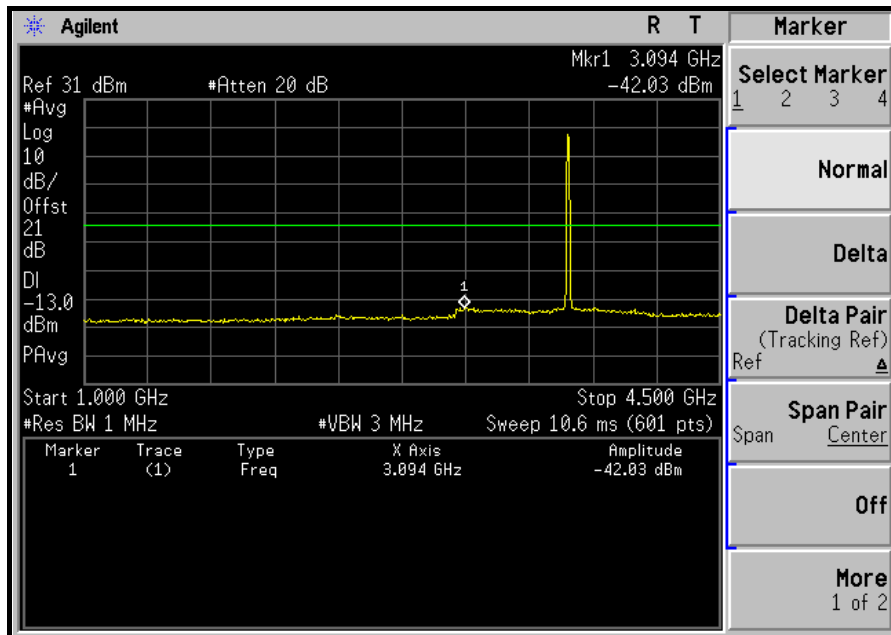 Agilent R T
Mkr1 3.094 GHz
Ref 31 dBm #Atten 20 dB -42.03 dBm
#Avg
Log
10
dB/
Offst
21
dB
DI
-13.0
dBm
PAvg
1
Start 1.000 GHz Stop 4.500 GHz
#Res BW 1 MHz #VBW 3 MHz Sweep 10.6 ms (601 pts)
Marker Trace Type X Axis Amplitude
1 (1) Freq 3.094 GHz -42.03 dBm
Marker
Select Marker
1 2 3 4
Normal
Delta
Delta Pair
(Tracking Ref)
Ref Δ
Span Pair
Span Center
Off
More
1 of 2